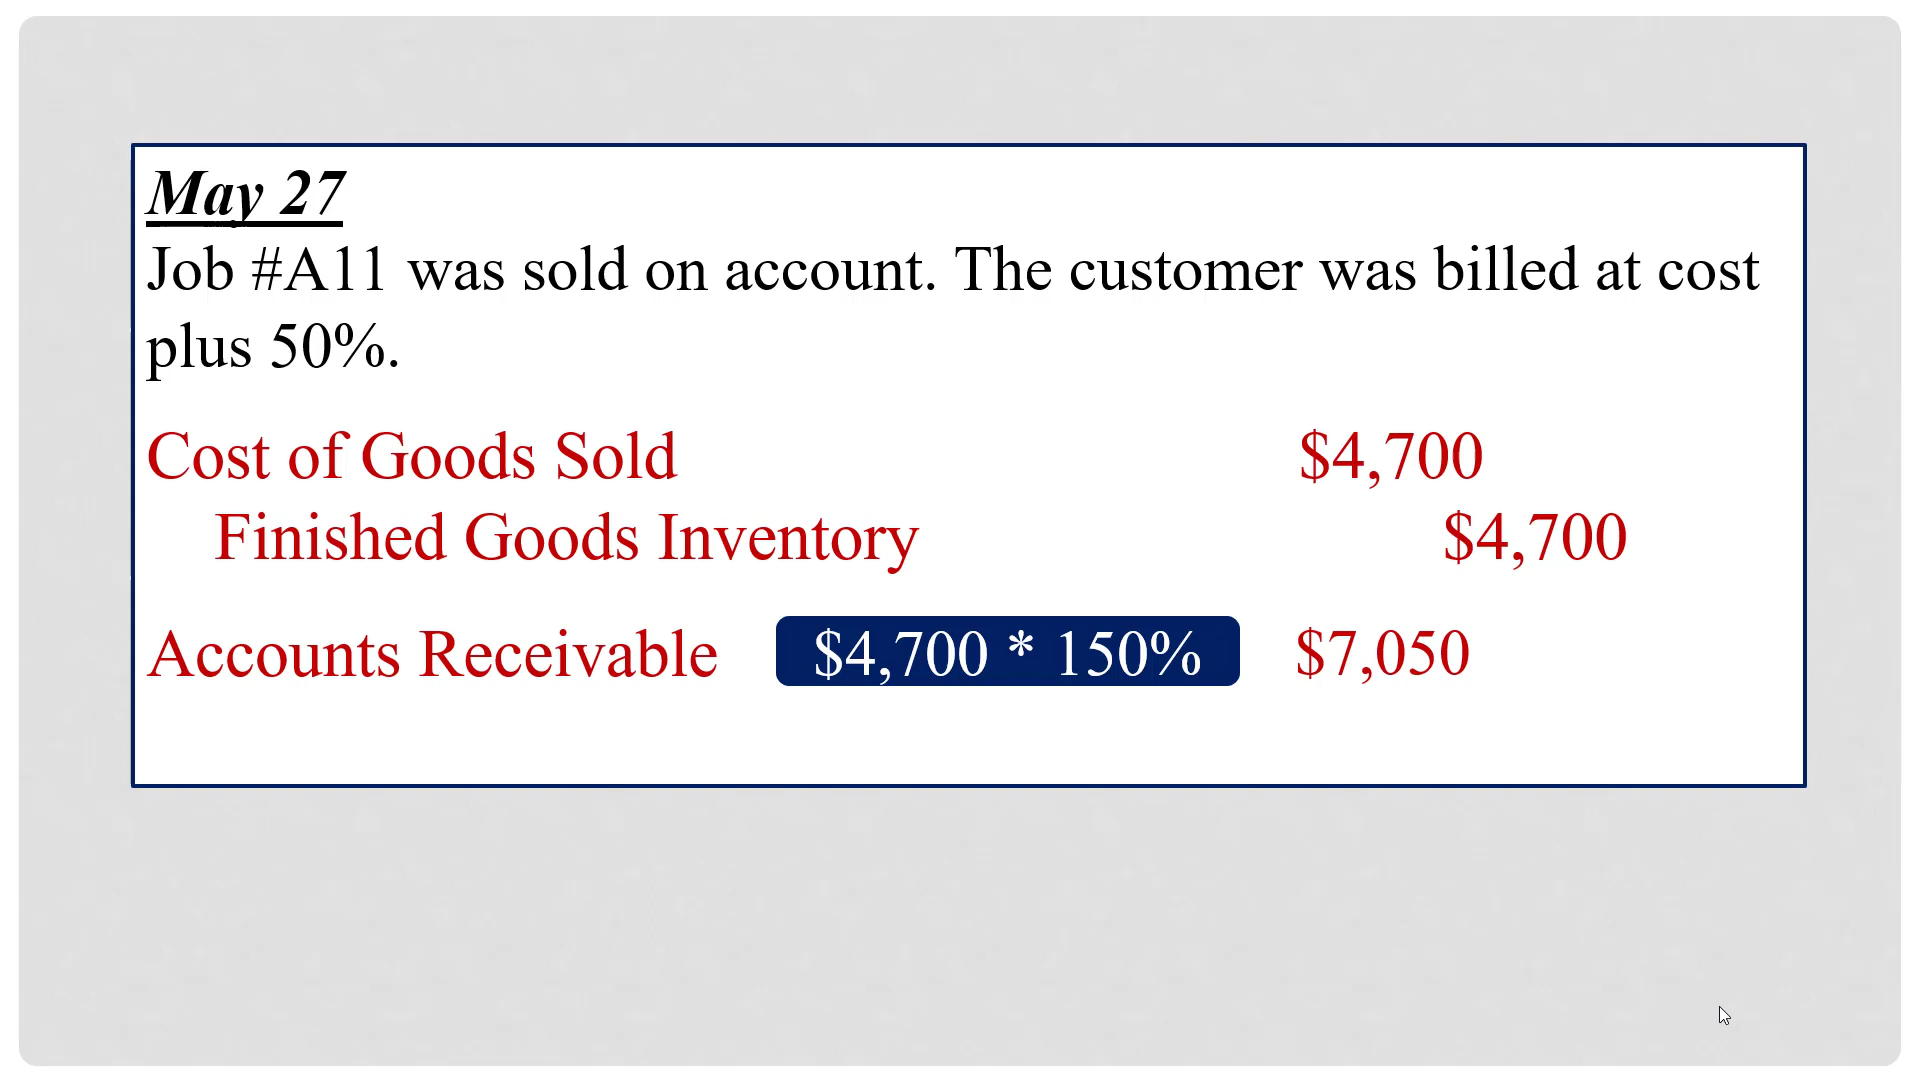 May 27
Job #A11 was sold on account. The customer was billed at cost
plus 50%.
Cost of Goods Sold $4,700
Finished Goods Inventory $4,700
Accounts Receivable $4,700 * 150% $7,050